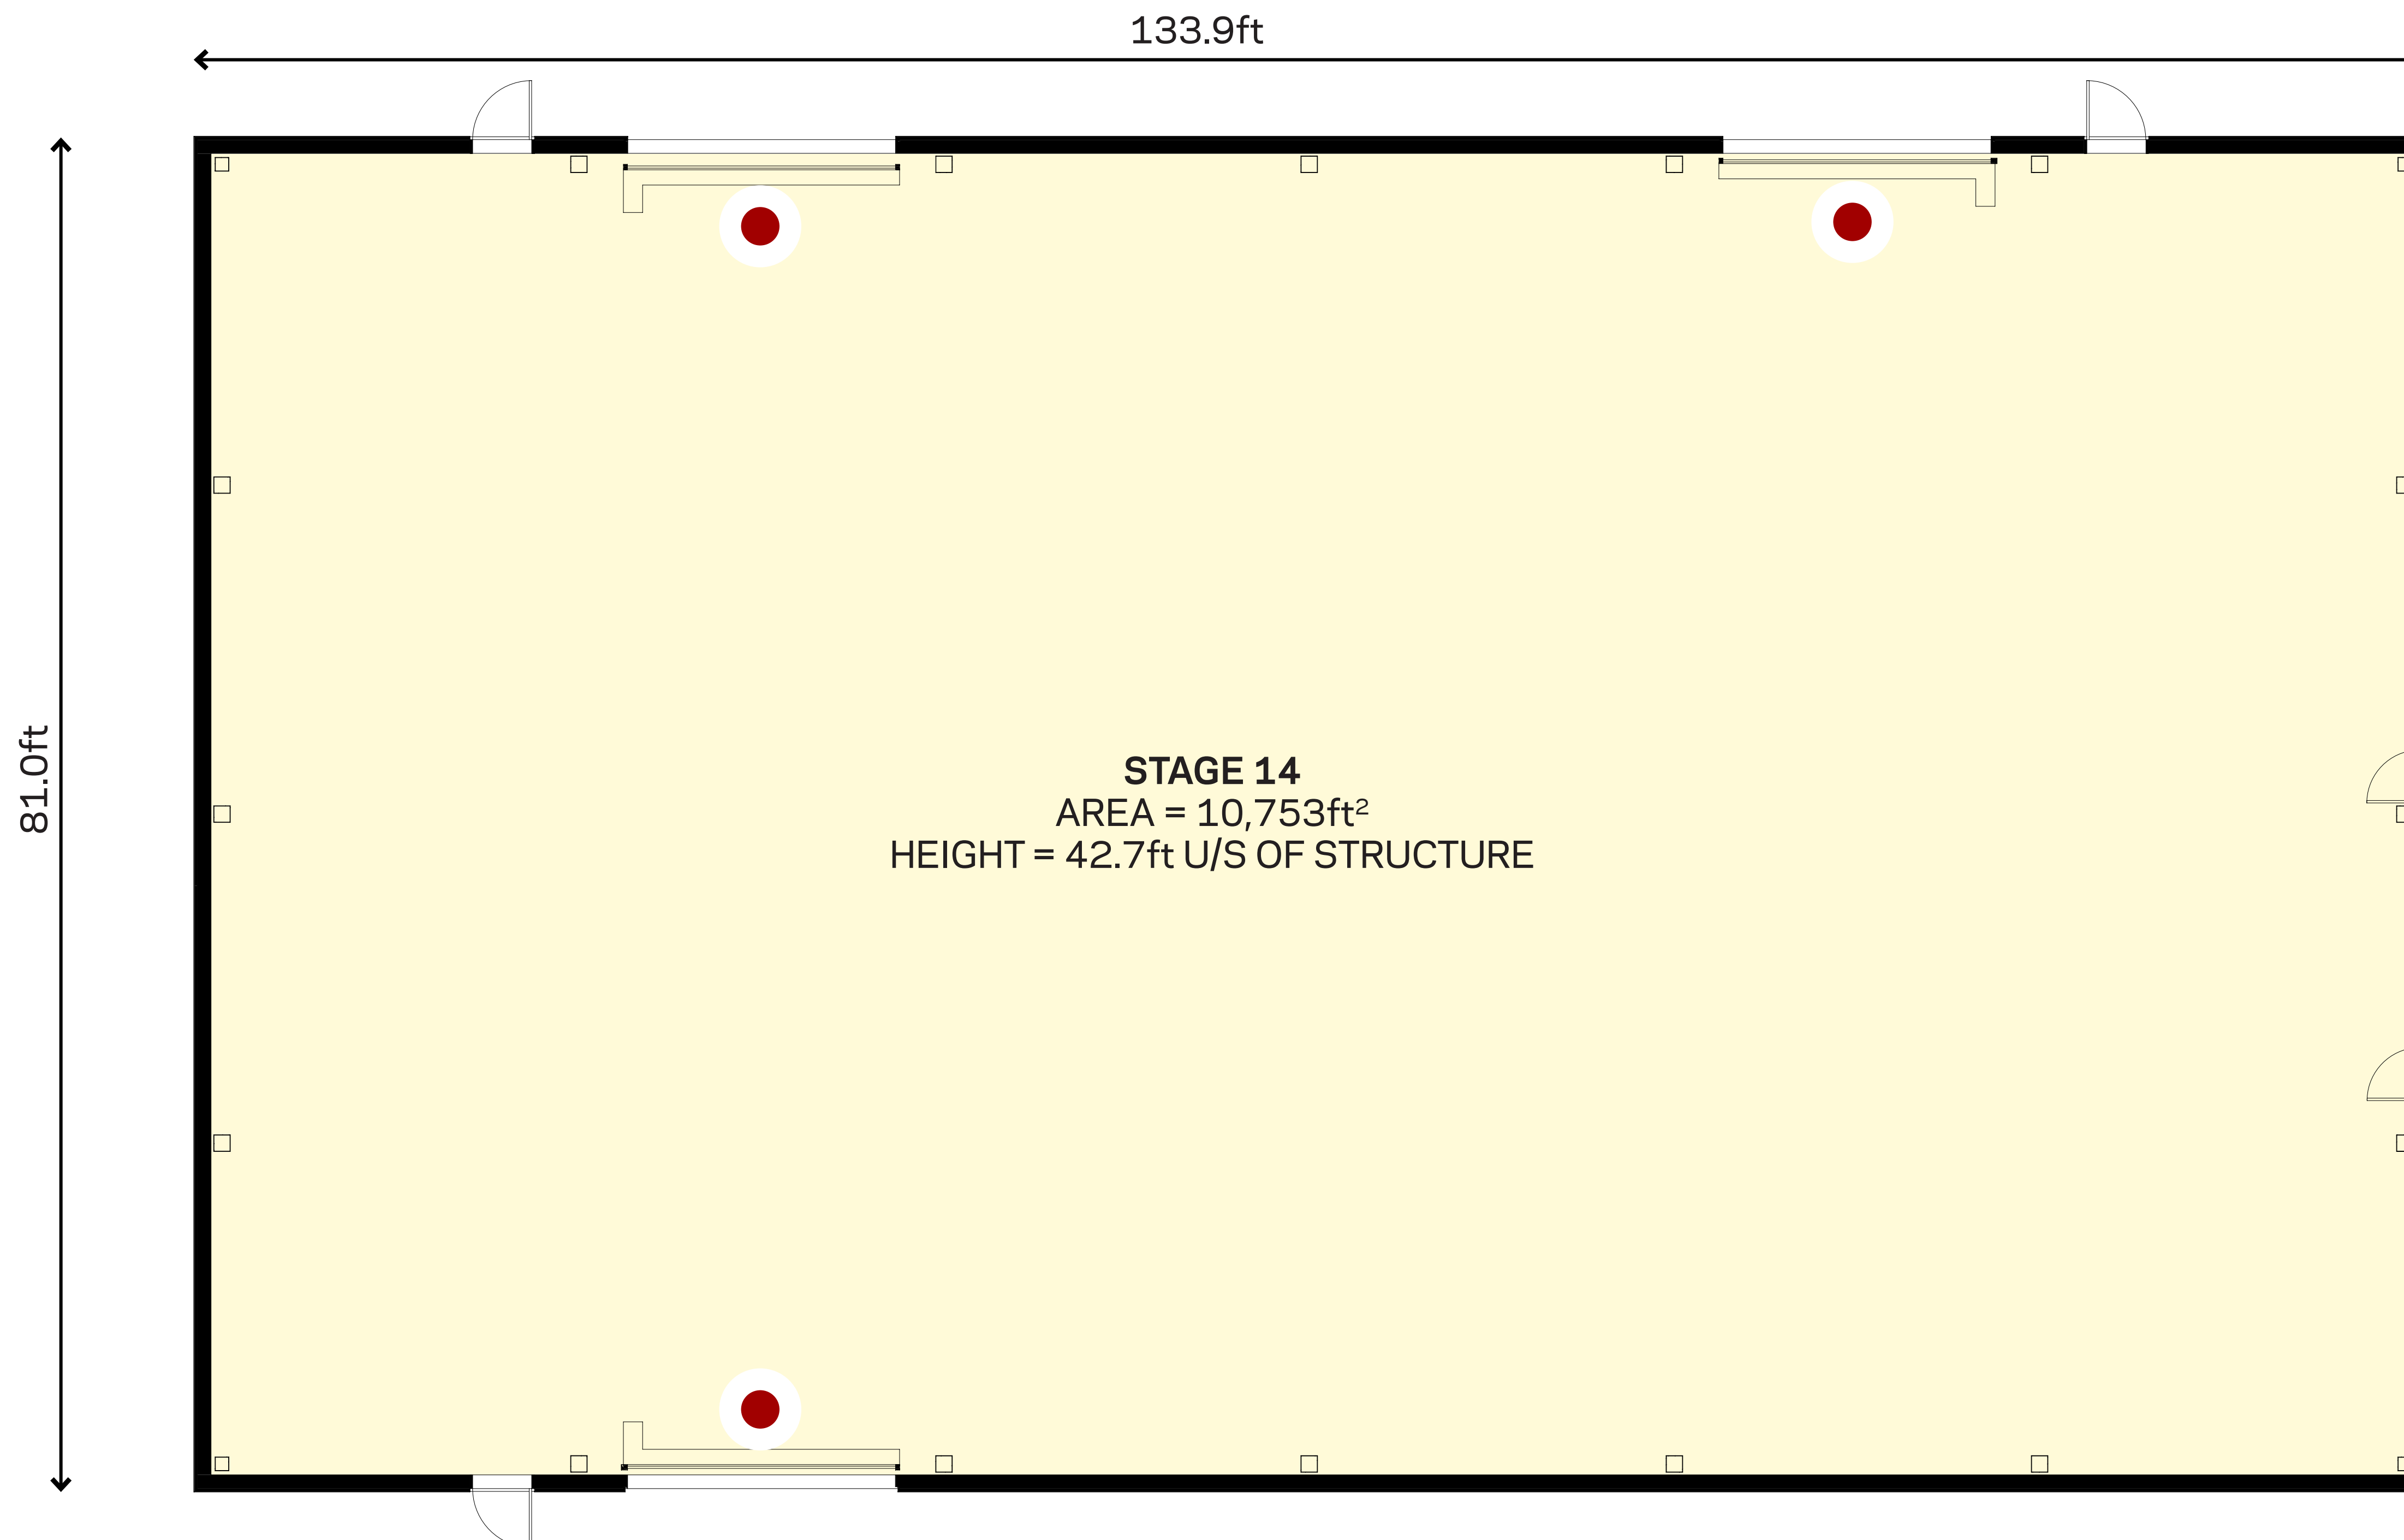 133.9ft
81.0ft
STAGE 14
AREA = 10,753ft²
HEIGHT = 42.7ft U/S OF STRUCTURE